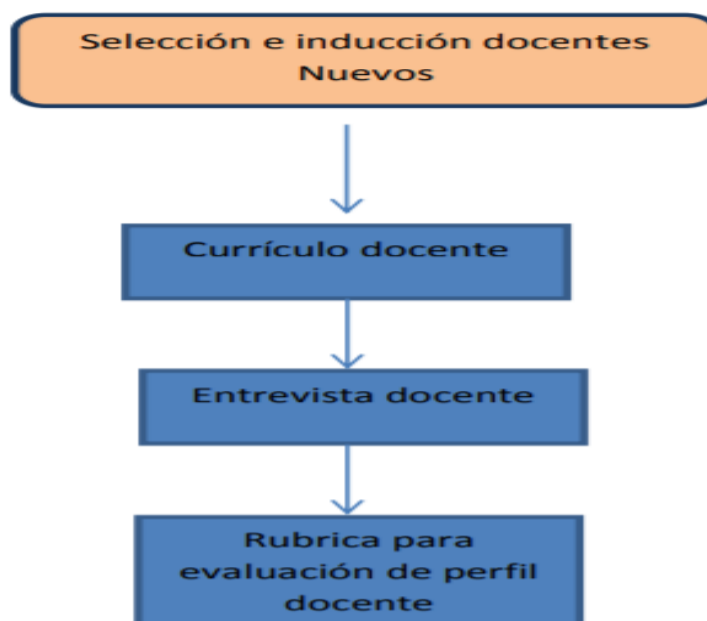 Selección e inducción docentes
Nuevos
Currículo docente
Entrevista docente
Rubrica para
evaluación de perfil
docente